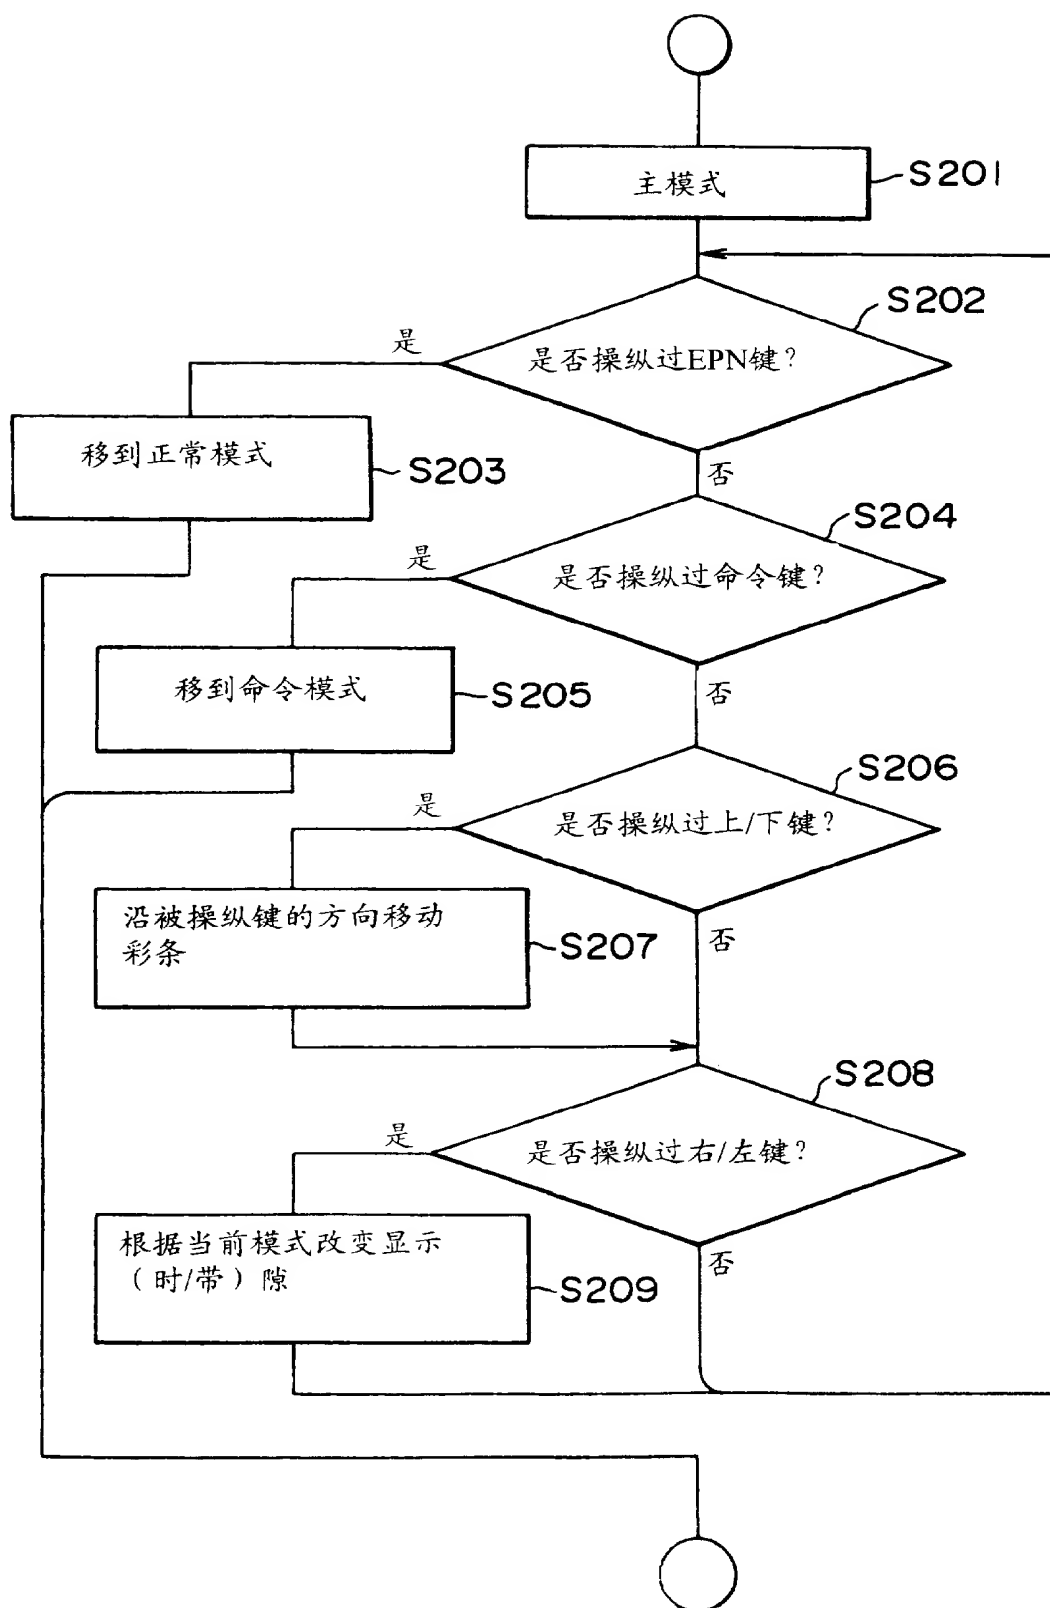 主模式
S201
S202
是
是否操纵过EPN键?
移到正常模式
S203
否
S204
是
是否操纵过命令键?
移到命令模式
S205
否
S206
是
是否操纵过上/下键?
沿被操纵键的方向移动
彩条
S207
否
S208
是
是否操纵过右/左键?
根据当前模式改变显示
(时/带)隙
S209
否